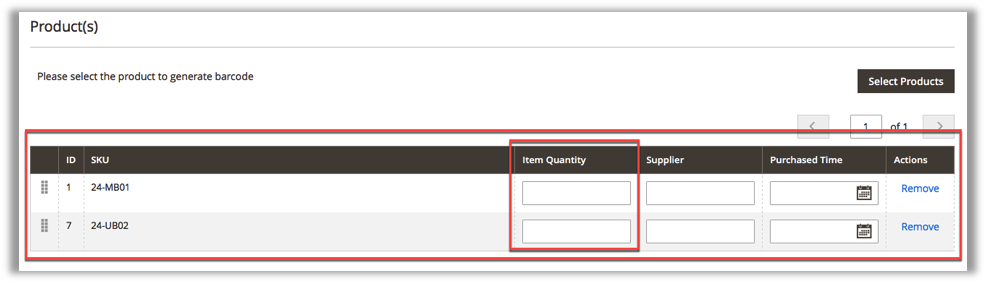 Product(s)
Please select the product to generate barcode
Select Products
1 of 1
ID SKU Item Quantity Supplier Purchased Time Actions
1 24-MB01 Remove
7 24-UB02 Remove